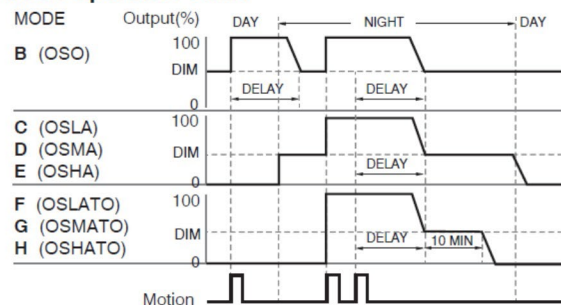 MODE Output(%) DAY NIGHT DAY
100
B (OSO) DIM
DELAY DELAY
0
C (OSLA) 100
D (OSMA) DIM
E (OSHA) DELAY
0
F (OSLATO) 100
G (OSMATO) DIM
DELAY 10 MIN
H (OSHATO) 0
Motion